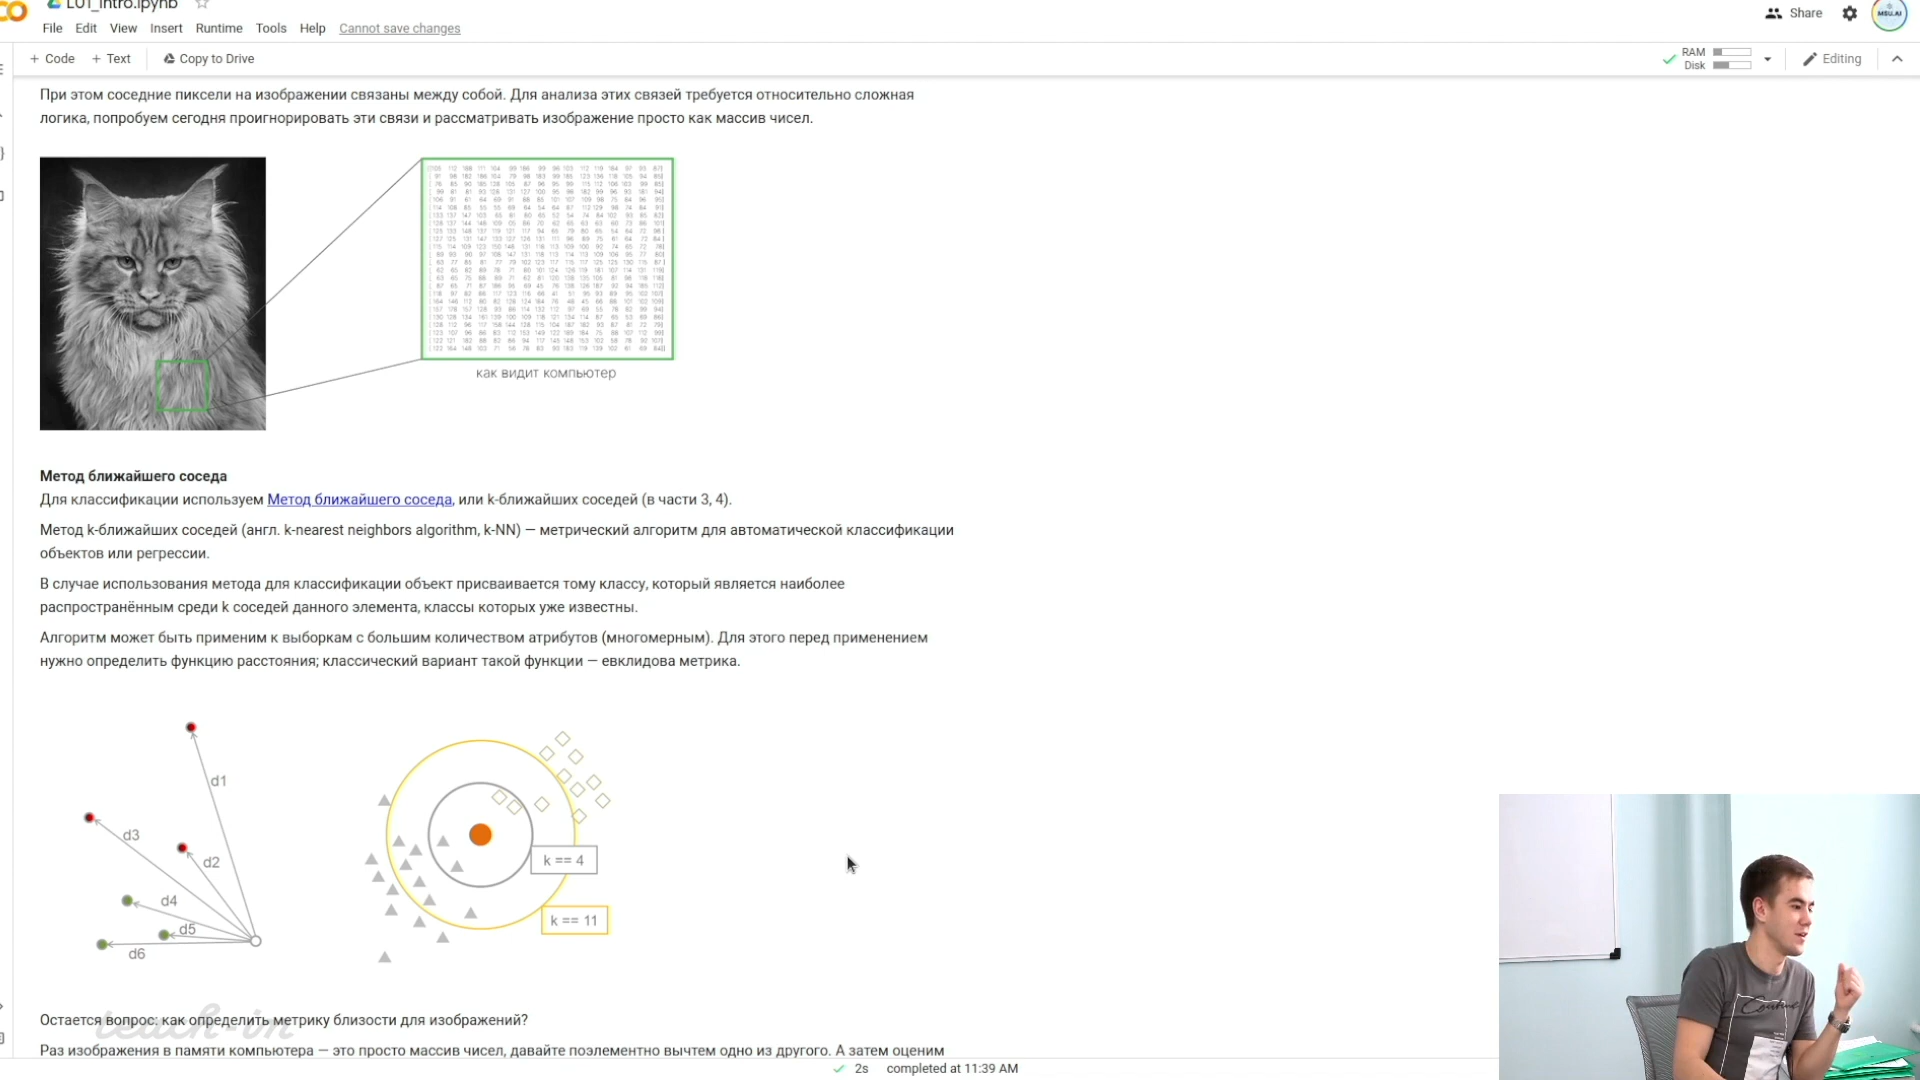 L01_Intro.ipynb
File Edit View Insert Runtime Tools Help Cannot save changes
Share
MSU.AI
+ Code + Text Copy to Drive
RAM
Disk
Editing
При этом соседние пиксели на изображении связаны между собой. Для анализа этих связей требуется относительно сложная
логика, попробуем сегодня проигнорировать эти связи и рассматривать изображение просто как массив чисел.
как видит компьютер
Метод ближайшего соседа
Для классификации используем Метод ближайшего соседа, или k-ближайших соседей (в части 3, 4).
Метод k-ближайших соседей (англ. k-nearest neighbors algorithm, k-NN) — метрический алгоритм для автоматической классификации
объектов или регрессии.
В случае использования метода для классификации объект присваивается тому классу, который является наиболее
распространённым среди k соседей данного элемента, классы которых уже известны.
Алгоритм может быть применим к выборкам с большим количеством атрибутов (многомерным). Для этого перед применением
нужно определить функцию расстояния; классический вариант такой функции — евклидова метрика.
d1
d3
d2
d4
d5
d6
k == 4
k == 11
teach-in
Остается вопрос: как определить метрику близости для изображений?
Раз изображения в памяти компьютера — это просто массив чисел, давайте поэлементно вычтем одно из другого. А затем оценим
2s completed at 11:39 AM